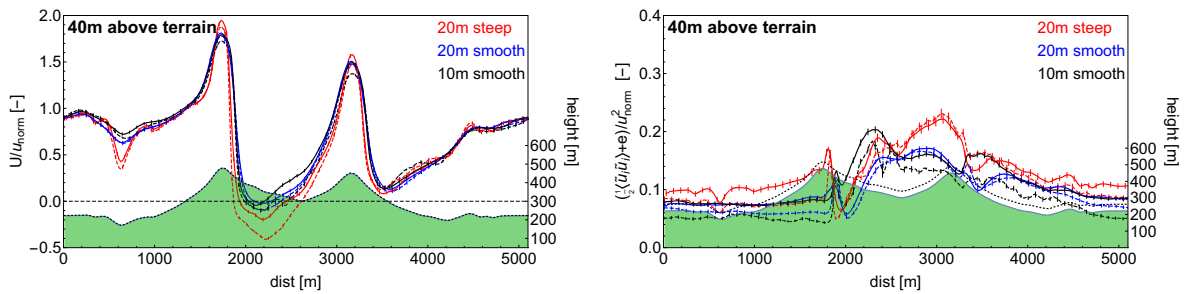 40m above terrain
20m steep
20m smooth
10m smooth
U/u_norm [–]
2.0
1.5
1.0
0.5
0.0
−0.5
height [m]
600
500
400
300
200
100
0
1000
2000
3000
4000
5000
dist [m]
40m above terrain
20m steep
20m smooth
10m smooth
(½⟨ũ_i ũ_i⟩+e)/u²_norm [–]
0.4
0.3
0.2
0.1
0.0
height [m]
600
500
400
300
200
100
0
1000
2000
3000
4000
5000
dist [m]